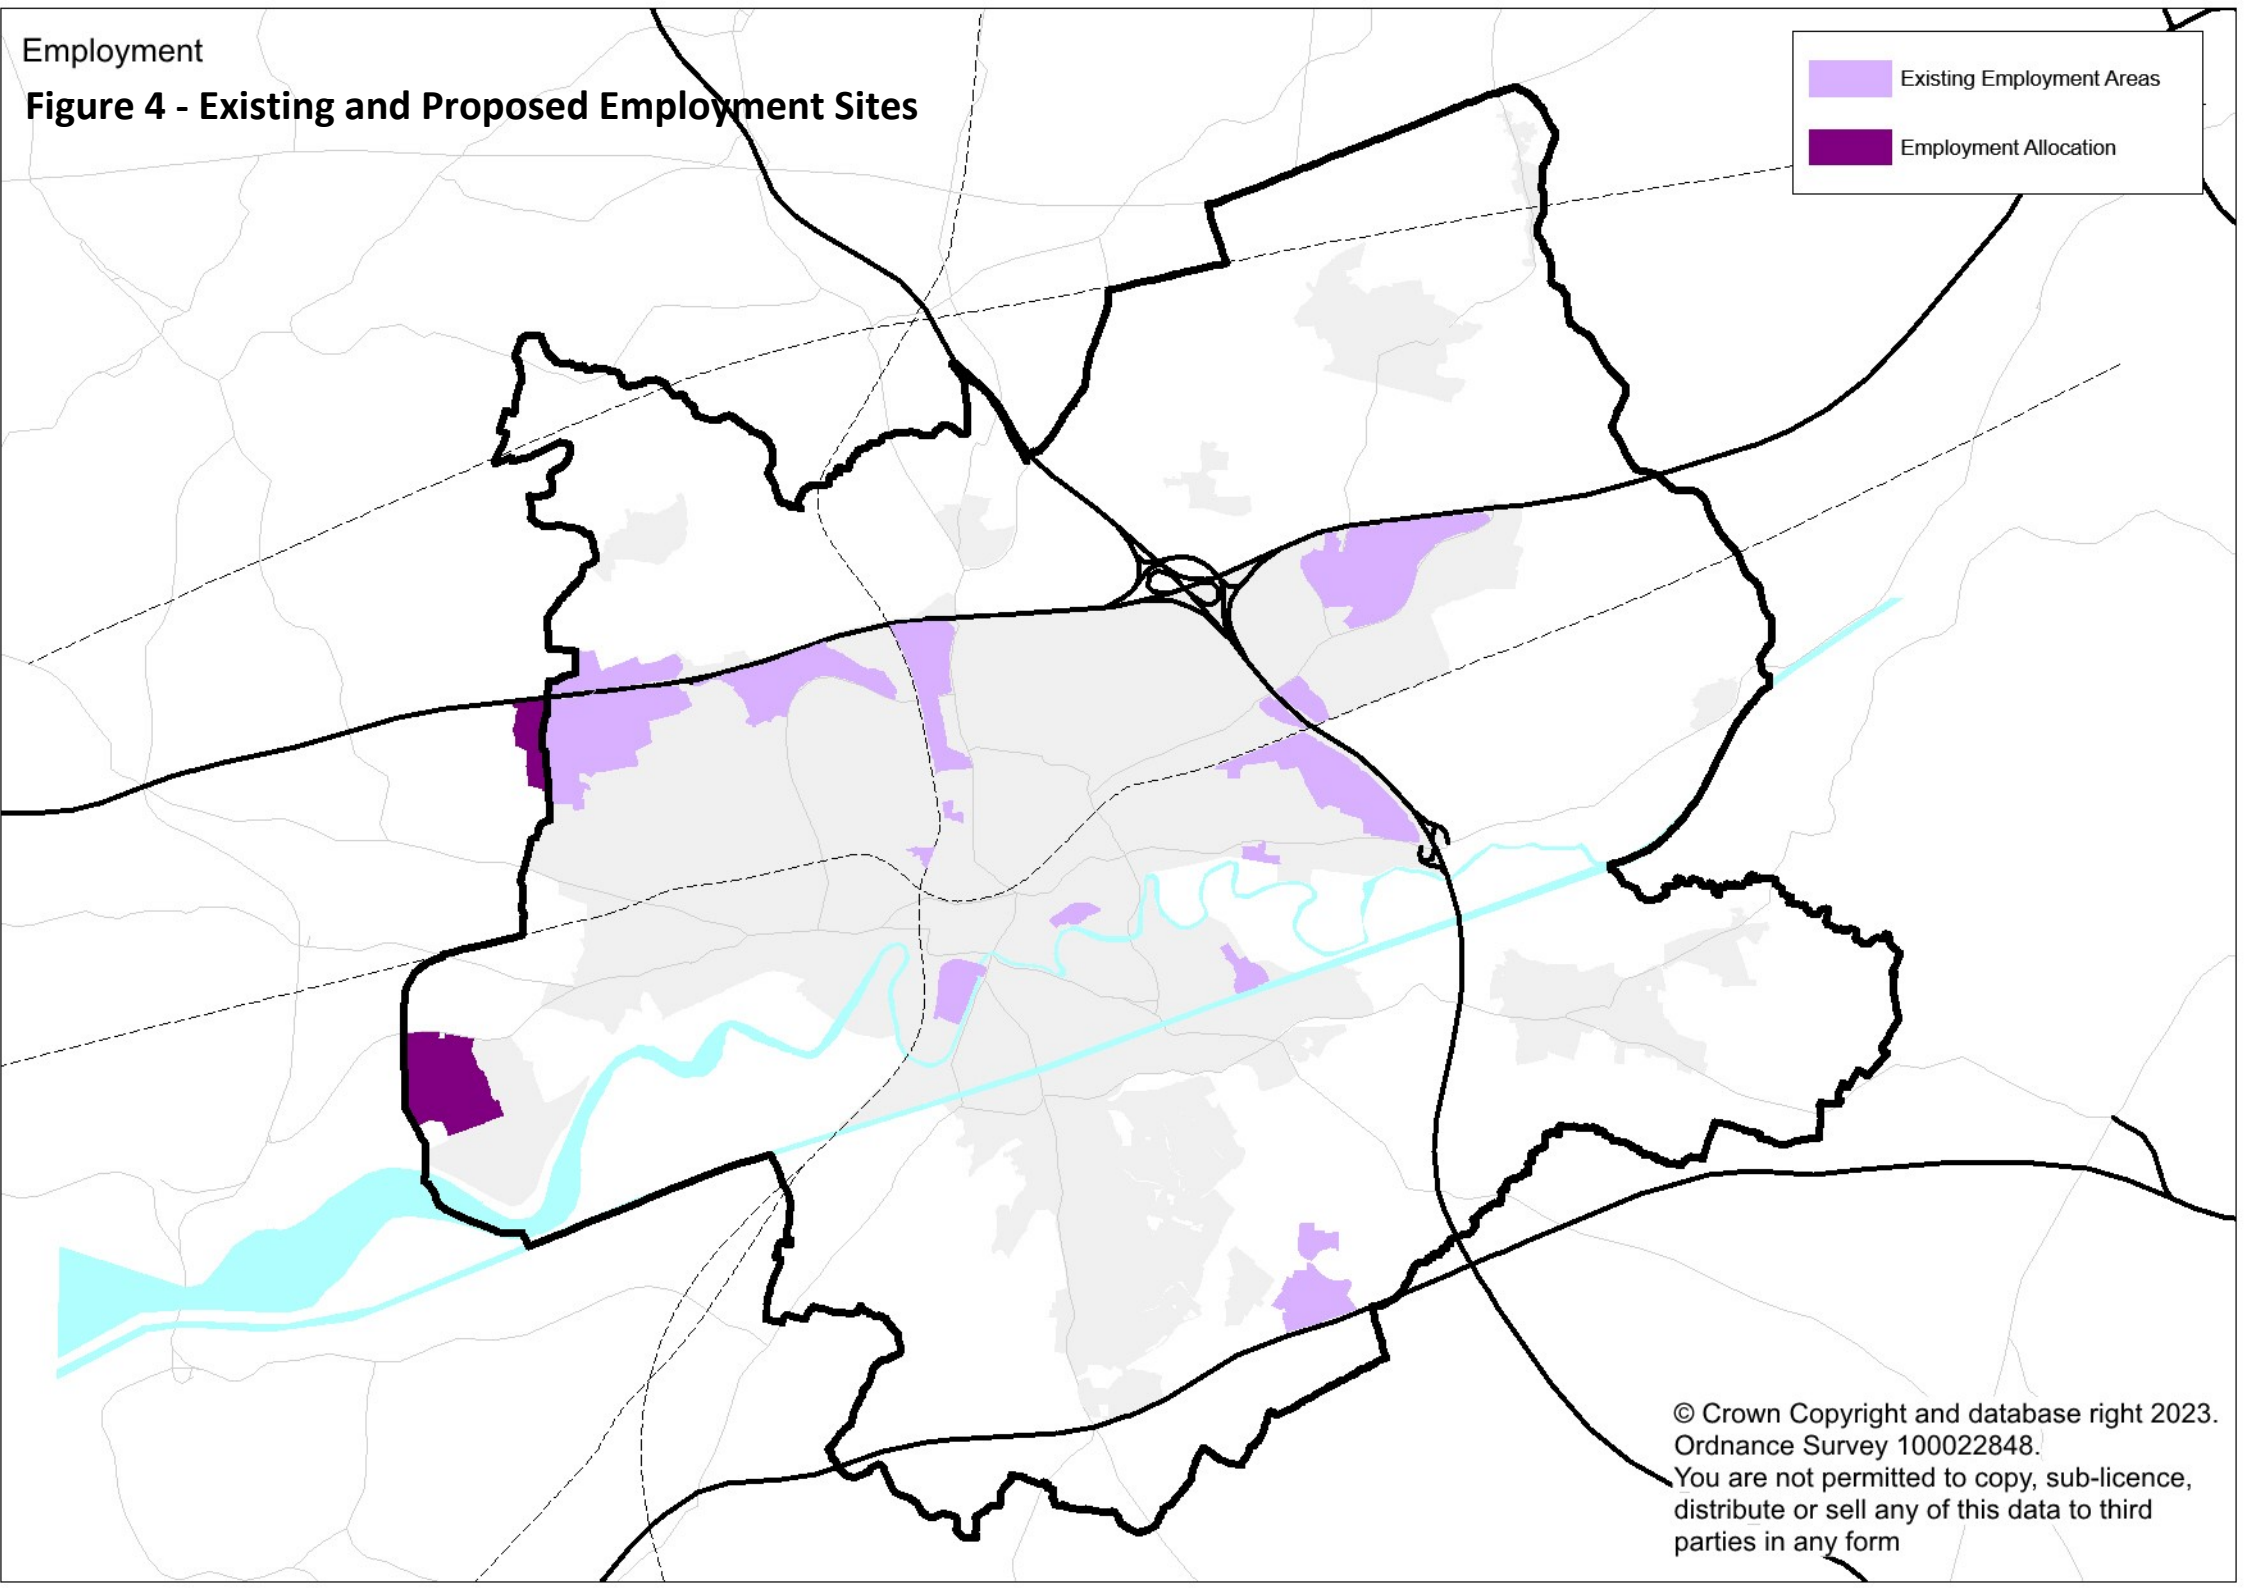 Employment
Figure 4 - Existing and Proposed Employment Sites
Existing Employment Areas
Employment Allocation
© Crown Copyright and database right 2023.
Ordnance Survey 100022848.
You are not permitted to copy, sub-licence,
distribute or sell any of this data to third
parties in any form